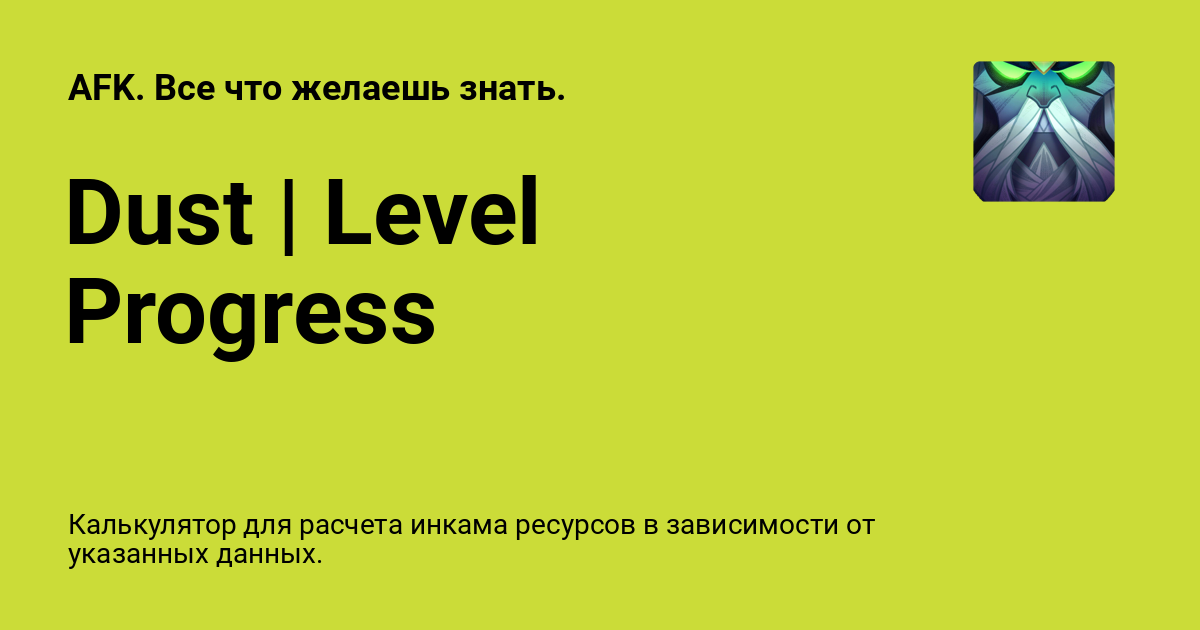 AFK. Все что желаешь знать.
Dust | Level
Progress
Калькулятор для расчета инкама ресурсов в зависимости от
указанных данных.